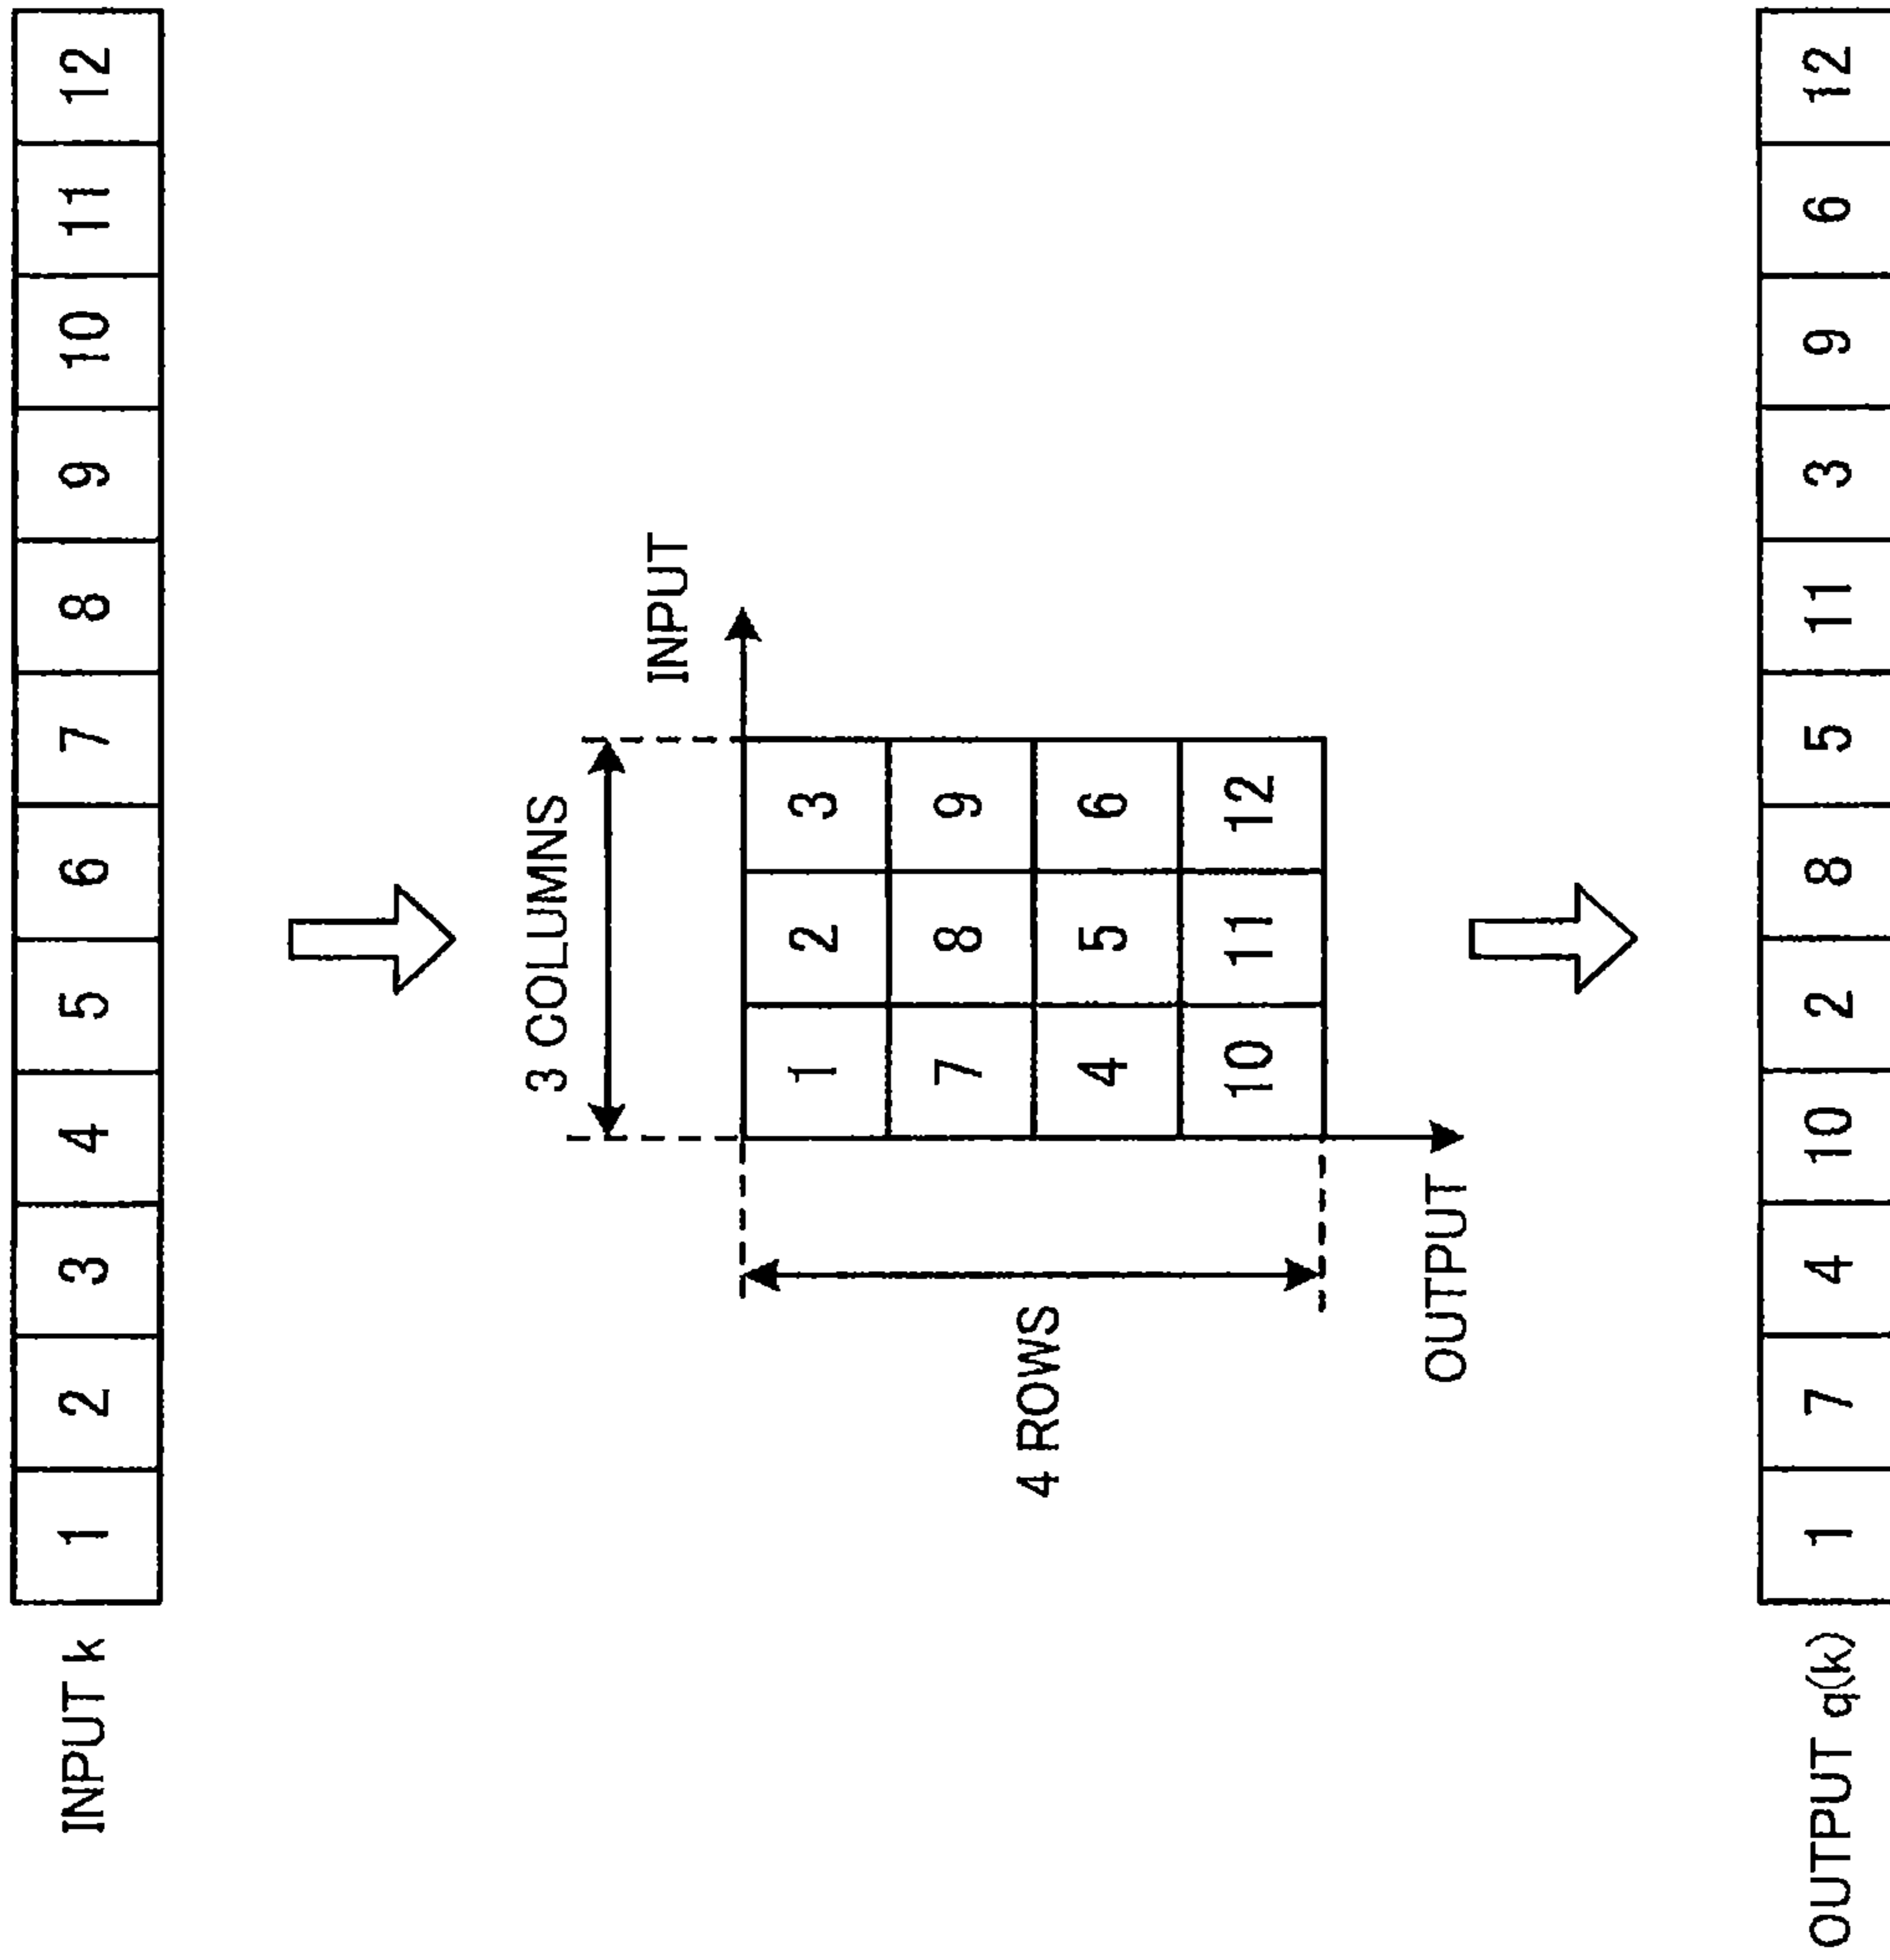 INPUT k 1 2 3 4 5 6 7 8 9 10 11 12
3 COLUMNS
INPUT
1 2 3
7 8 9
4 ROWS
4 5 6
10 11 12
OUTPUT
OUTPUT q(k) 1 7 4 10 2 8 5 11 3 9 6 12